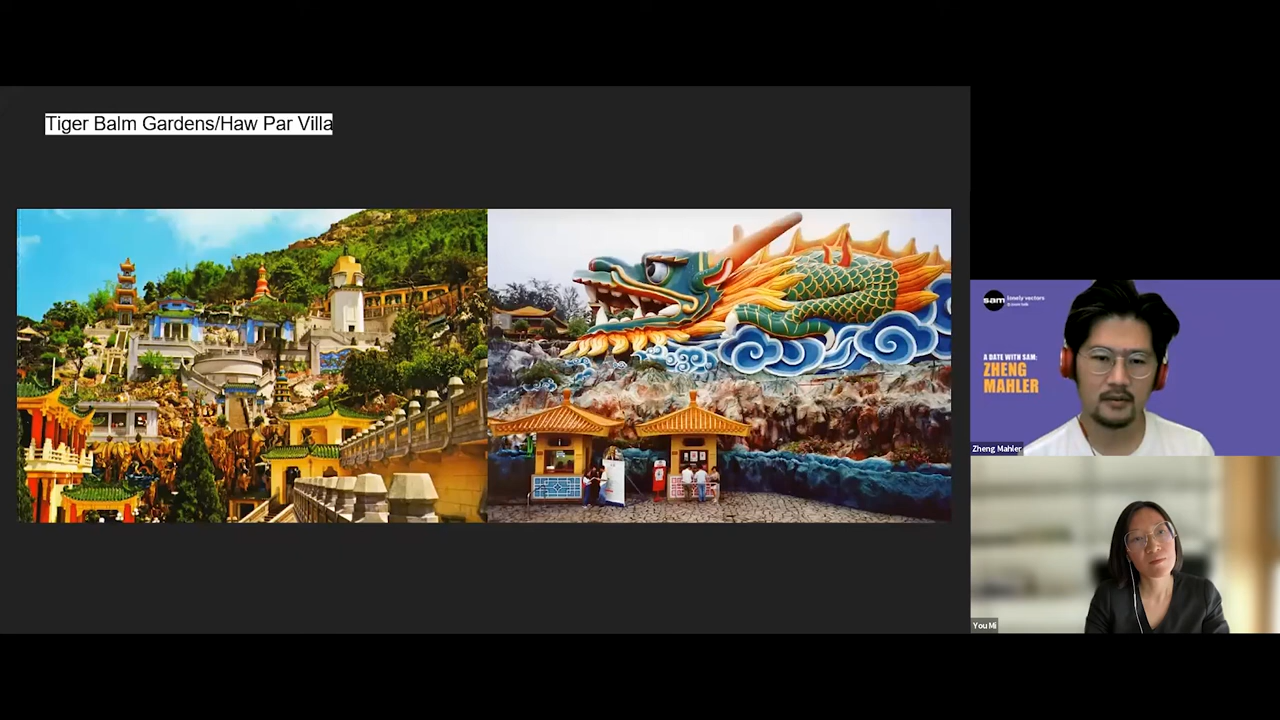 Tiger Balm Gardens/Haw Par Villa
sam
timely vectors
A DATE WITH SAM:
ZHENG
MAHLER
Zheng Mahler
You Mi